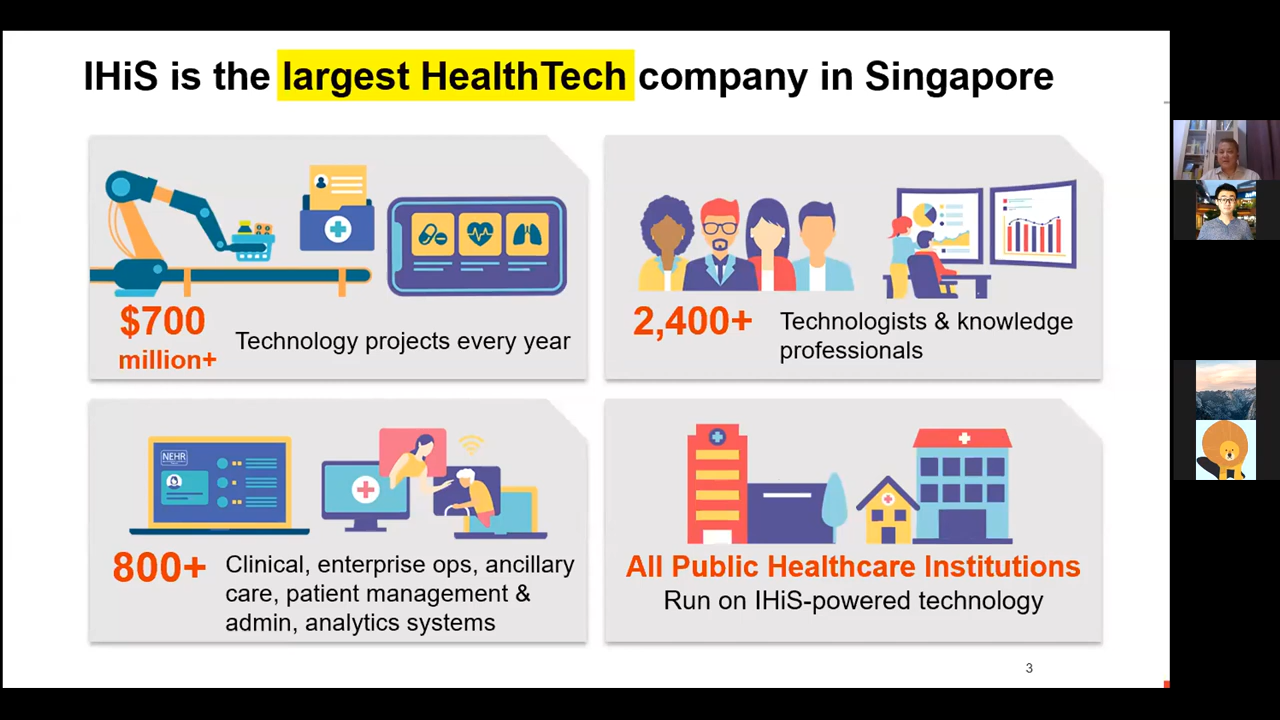 IHiS is the largest HealthTech company in Singapore
$700
million+
Technology projects every year
2,400+
Technologists & knowledge
professionals
NEHR
800+
Clinical, enterprise ops, ancillary
care, patient management &
admin, analytics systems
All Public Healthcare Institutions
Run on IHiS-powered technology
3